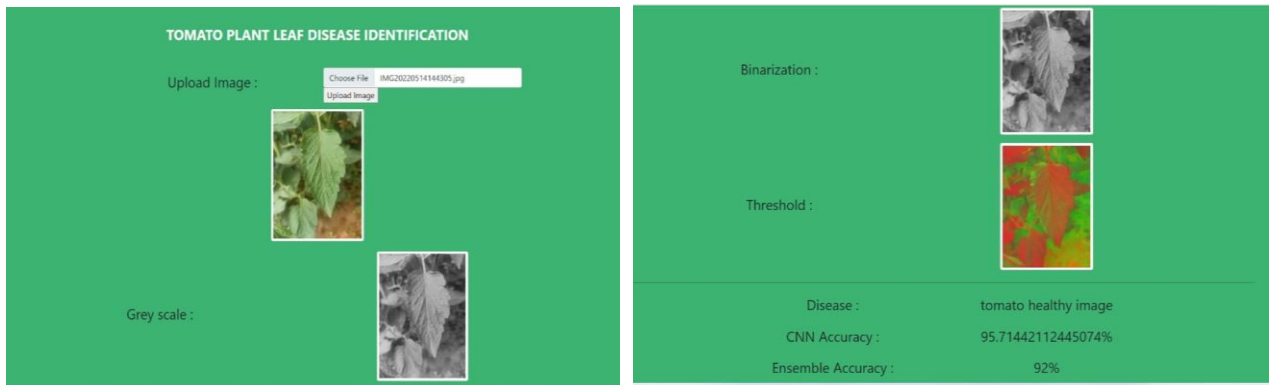 TOMATO PLANT LEAF DISEASE IDENTIFICATION
Upload Image :
Choose File IMG20220514144305.jpg
Upload Image
Grey scale :
Binarization :
Threshold :
Disease : tomato healthy image
CNN Accuracy : 95.71442112445074%
Ensemble Accuracy : 92%